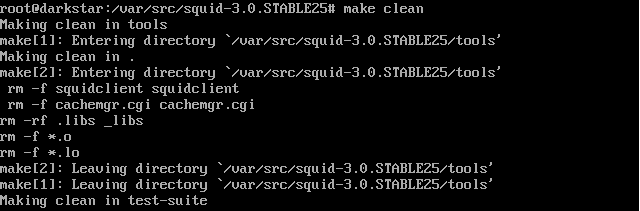 root@darkstar:/var/src/squid-3.0.STABLE25# make clean
Making clean in tools
make[1]: Entering directory `/var/src/squid-3.0.STABLE25/tools'
Making clean in .
make[2]: Entering directory `/var/src/squid-3.0.STABLE25/tools'
 rm -f squidclient squidclient
 rm -f cachemgr.cgi cachemgr.cgi
rm -rf .libs _libs
rm -f *.o
rm -f *.lo
make[2]: Leaving directory `/var/src/squid-3.0.STABLE25/tools'
make[1]: Leaving directory `/var/src/squid-3.0.STABLE25/tools'
Making clean in test-suite